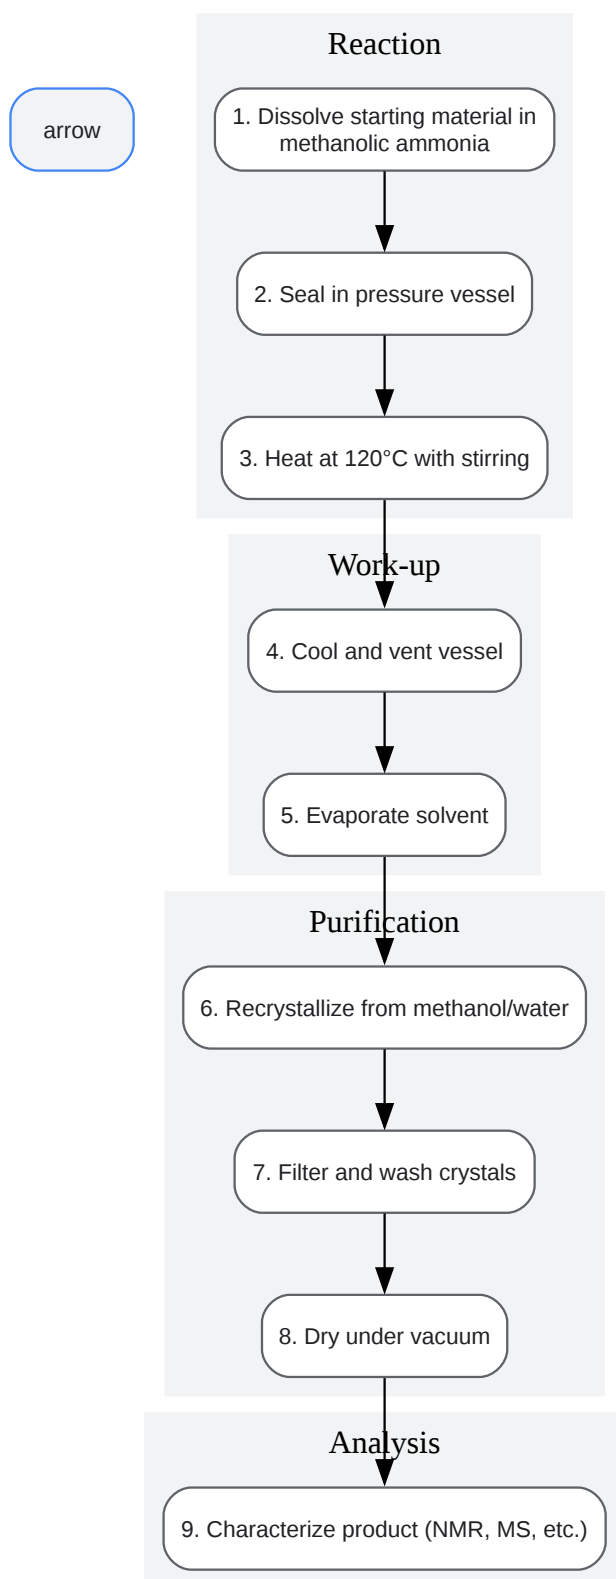 Reaction
arrow
1. Dissolve starting material in
methanolic ammonia
2. Seal in pressure vessel
3. Heat at 120°C with stirring
Work-up
4. Cool and vent vessel
5. Evaporate solvent
Purification
6. Recrystallize from methanol/water
7. Filter and wash crystals
8. Dry under vacuum
Analysis
9. Characterize product (NMR, MS, etc.)